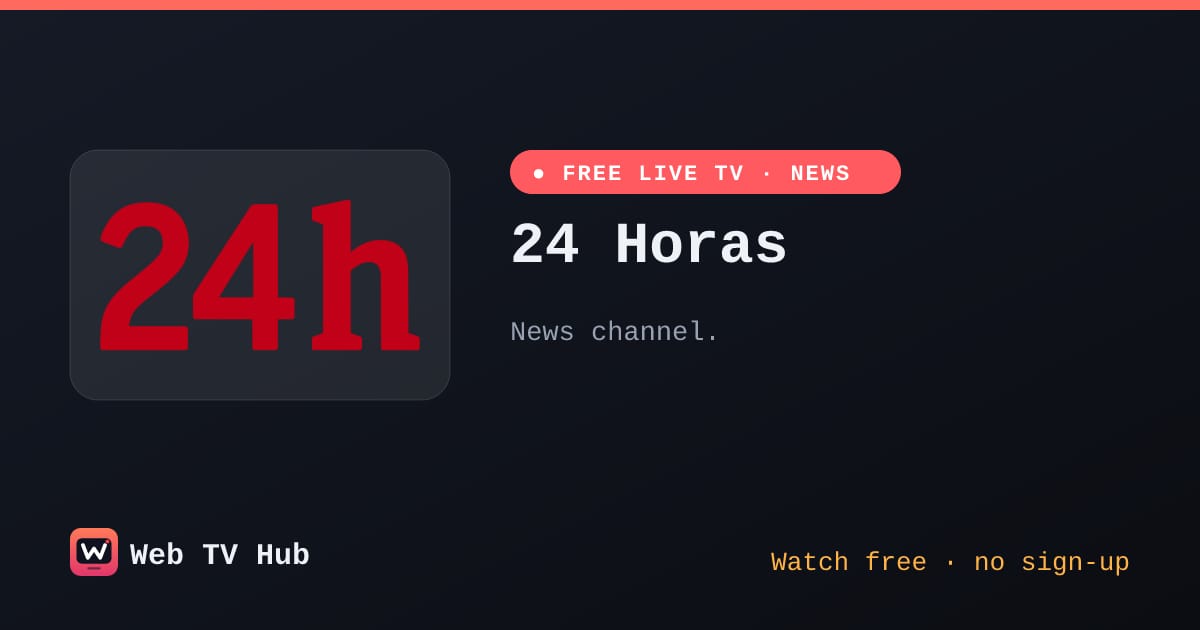 24h
● FREE LIVE TV · NEWS
24 Horas
News channel.
W
Web TV Hub
Watch free · no sign-up